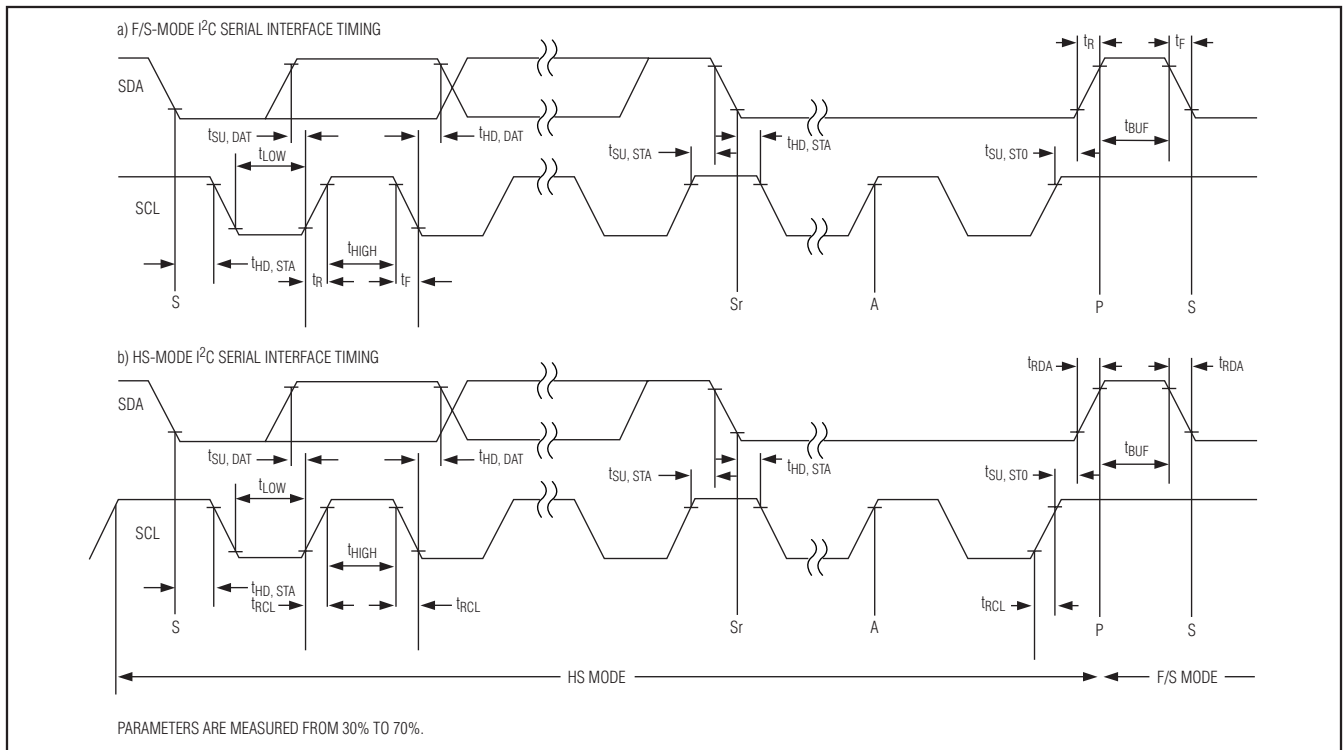 a) F/S-MODE I²C SERIAL INTERFACE TIMING
tR
tF
SDA
tSU, DAT
tHD, DAT
tBUF
tLOW
tSU, STA
tHD, STA
tSU, STO
SCL
tHIGH
tHD, STA
tR
tF
S
Sr
A
P
S
b) HS-MODE I²C SERIAL INTERFACE TIMING
tRDA
tRDA
SDA
tSU, DAT
tHD, DAT
tBUF
tLOW
tSU, STA
tHD, STA
tSU, STO
SCL
tHIGH
tHD, STA
tRCL
tRCL
tRCL
S
Sr
A
P
S
HS MODE
F/S MODE
PARAMETERS ARE MEASURED FROM 30% TO 70%.